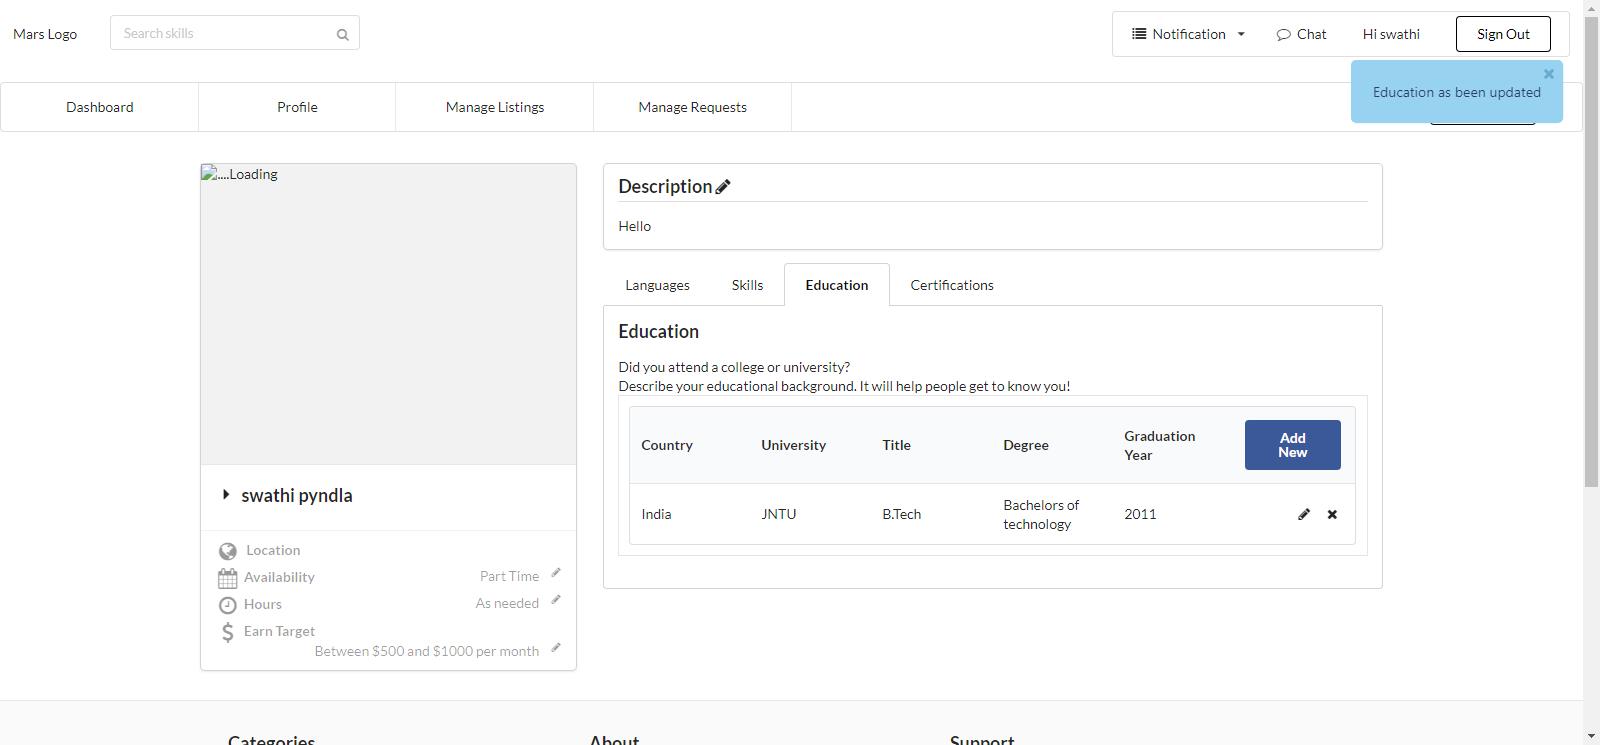 Mars Logo
Search skills
Notification
Chat
Hi swathi
Sign Out
Education as been updated
Dashboard
Profile
Manage Listings
Manage Requests
....Loading
swathi pyndla
Location
Availability
Part Time
Hours
As needed
Earn Target
Between $500 and $1000 per month
Description
Hello
Languages
Skills
Education
Certifications
Education
Did you attend a college or university?
Describe your educational background. It will help people get to know you!
Country
University
Title
Degree
Graduation
Year
Add
New
India
JNTU
B.Tech
Bachelors of
technology
2011
Categories
About
Support